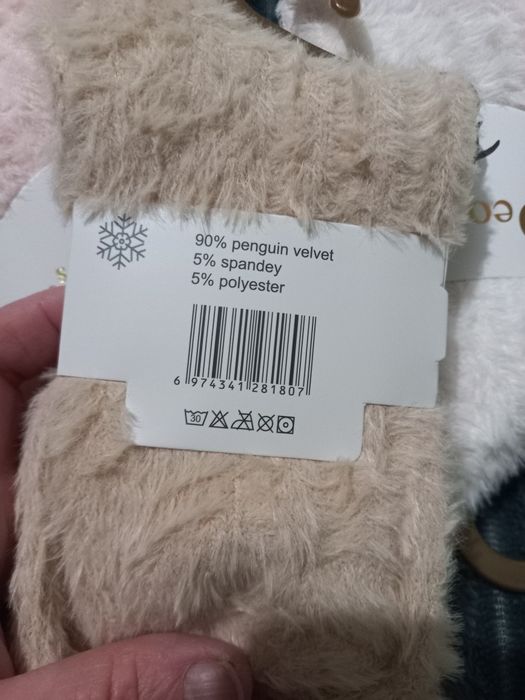 90% penguin velvet
5% spandey
5% polyester
6 974341 281807
30